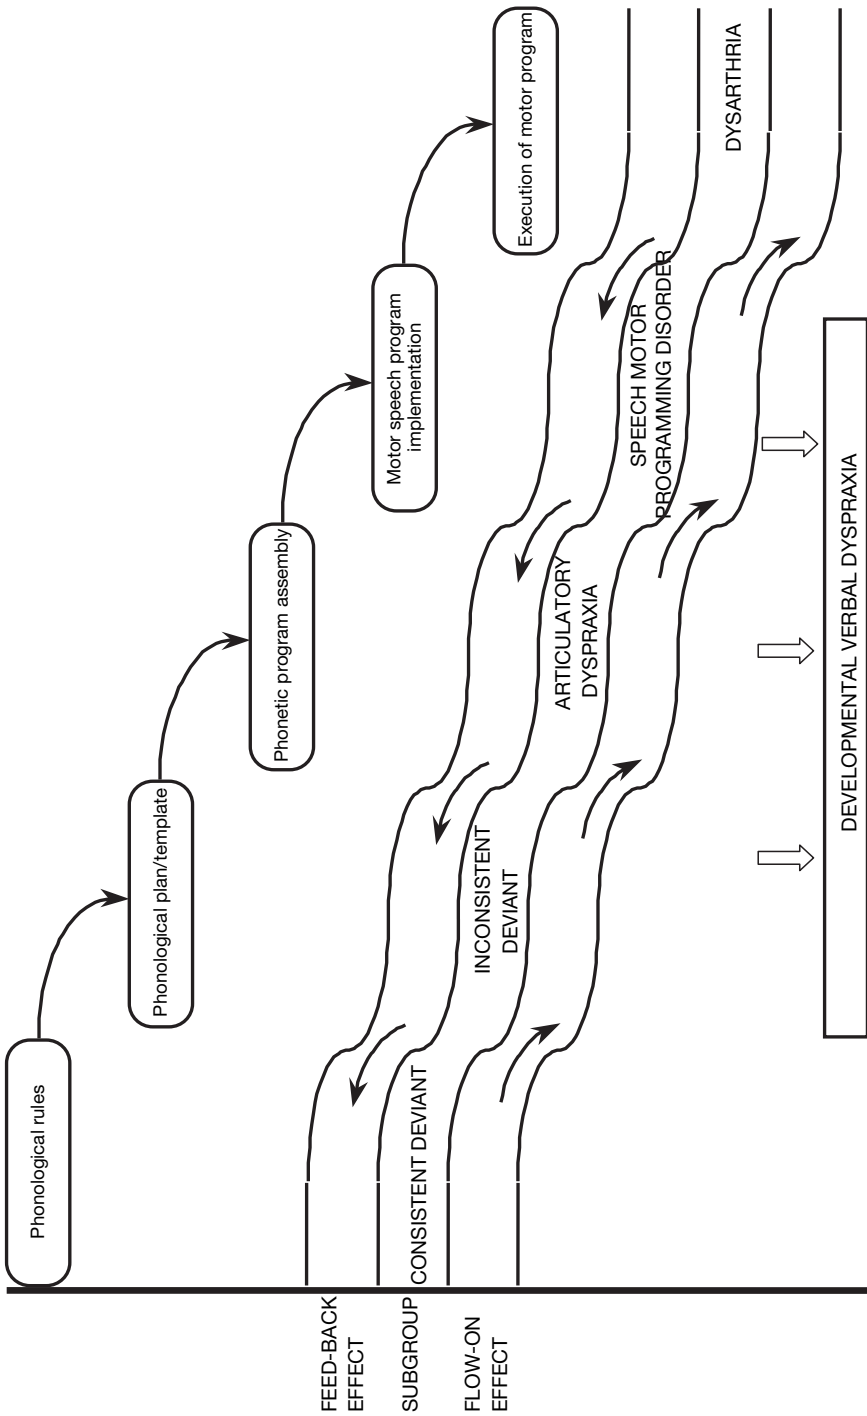 Phonological rules
Phonological plan/template
Phonetic program assembly
Motor speech program
implementation
Execution of motor program
FEED-BACK
EFFECT
SUBGROUP
CONSISTENT DEVIANT
INCONSISTENT
DEVIANT
ARTICULATORY
DYSPRAXIA
SPEECH MOTOR
PROGRAMMING DISORDER
DYSARTHRIA
FLOW-ON
EFFECT
DEVELOPMENTAL VERBAL DYSPRAXIA